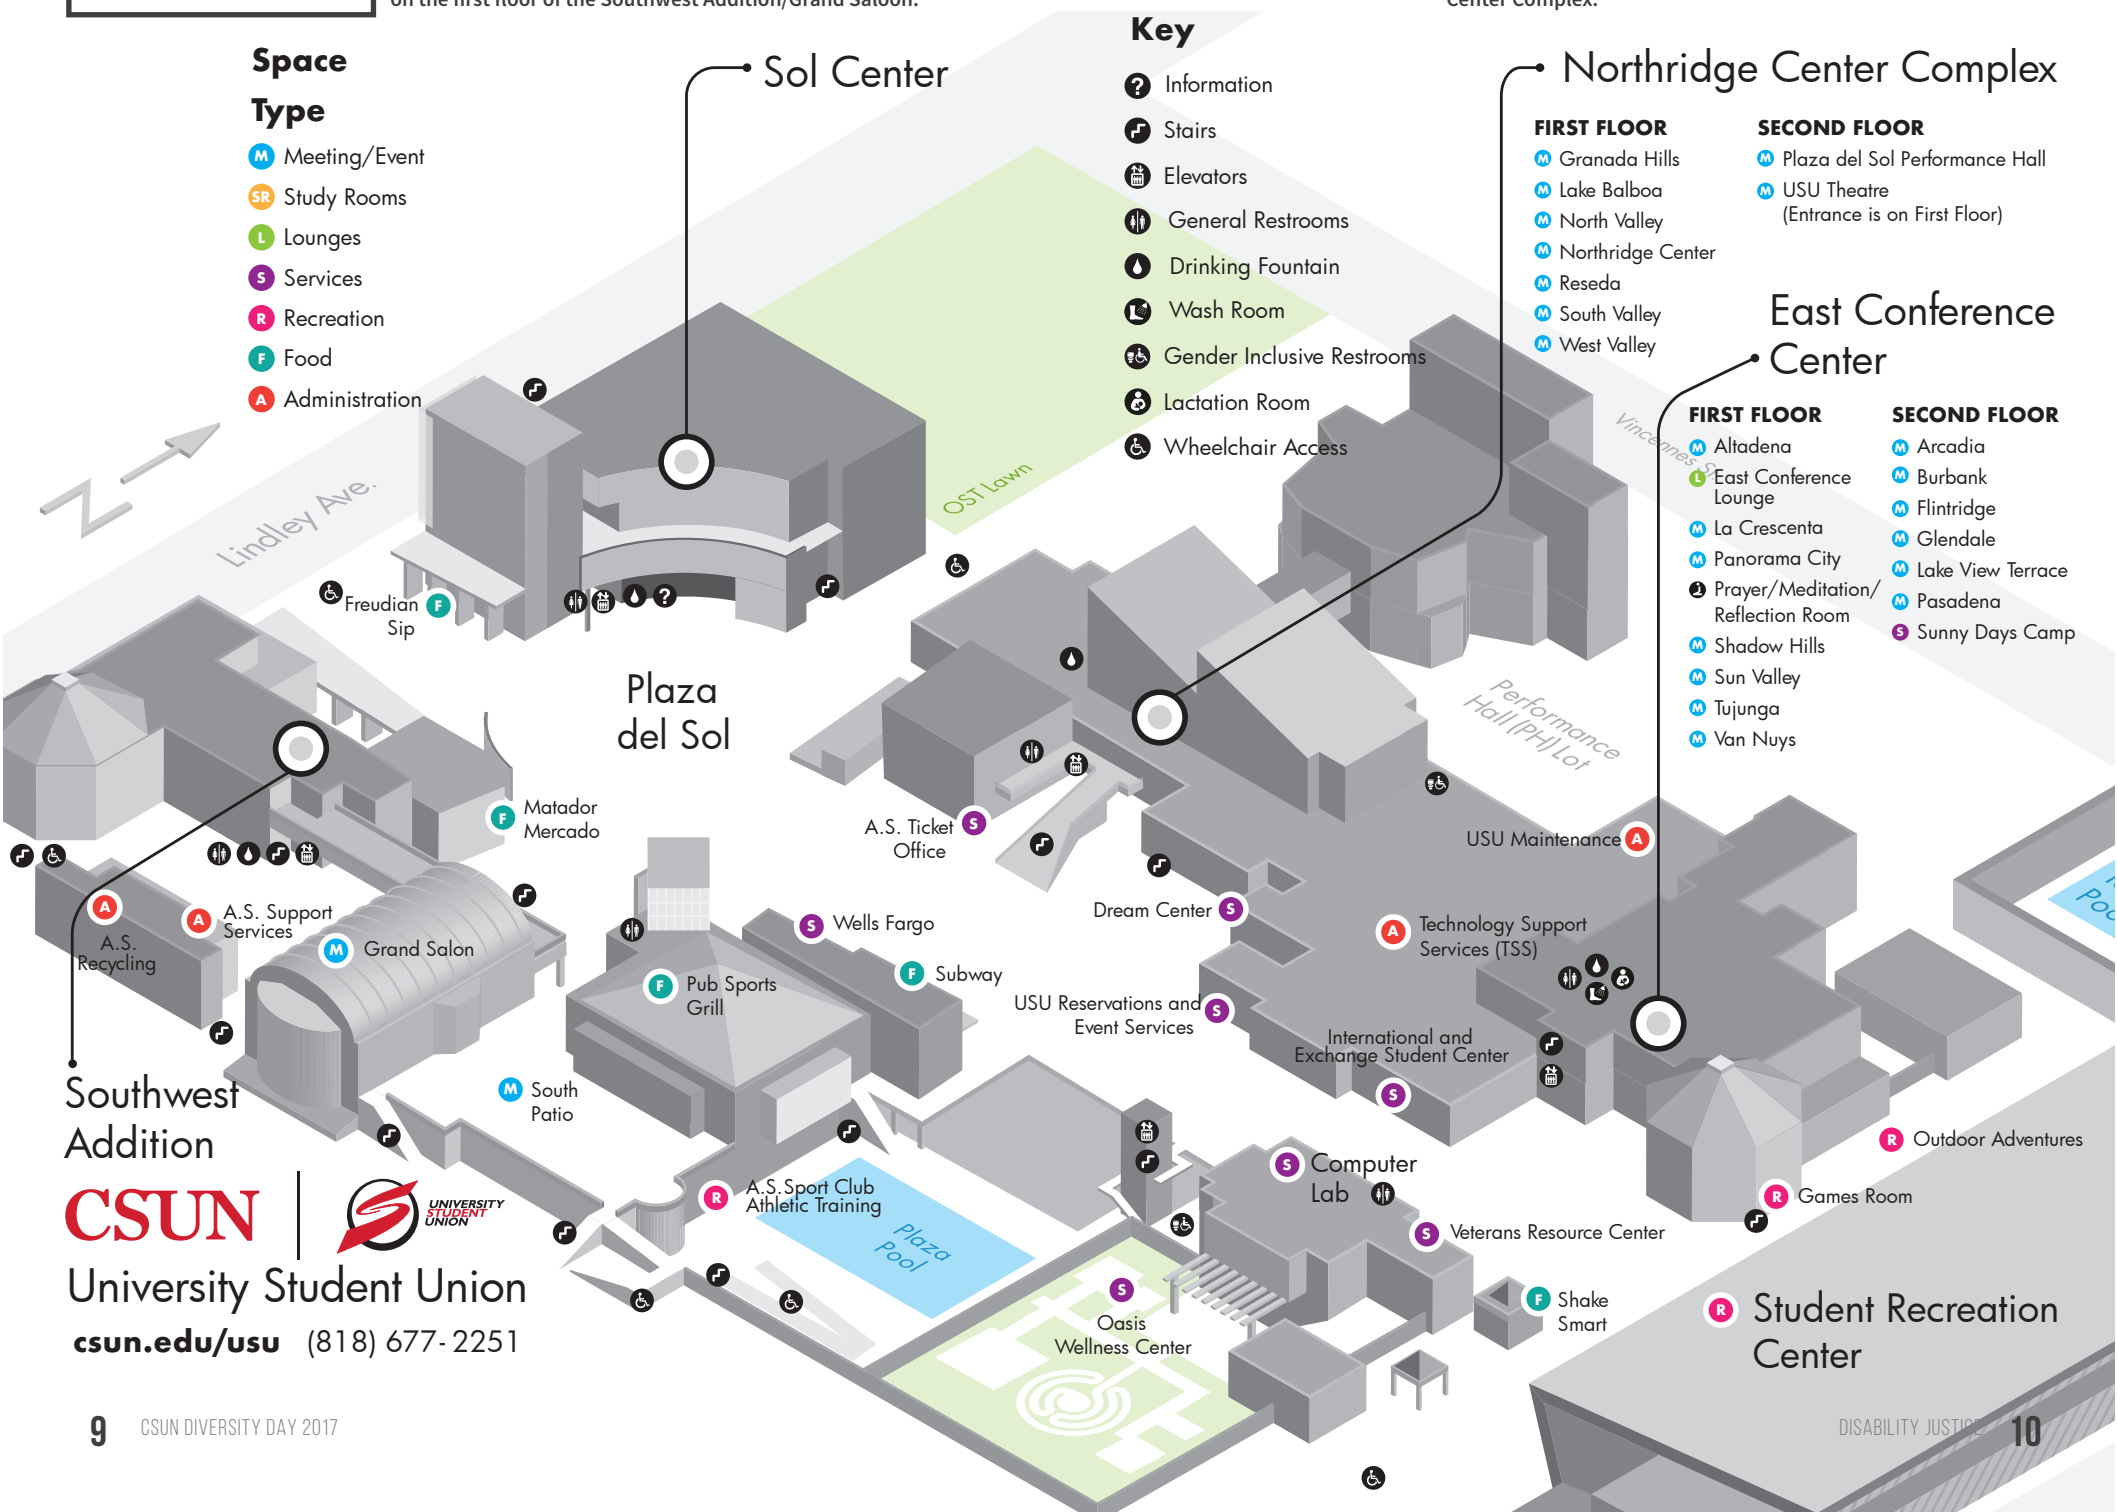 on the first floor of the Southwest Addition/Grand Saloon.
Center Complex.
Space
Type
M Meeting/Event
SR Study Rooms
L Lounges
S Services
R Recreation
F Food
A Administration
Sol Center
Key
? Information
Stairs
Elevators
General Restrooms
Drinking Fountain
Wash Room
Gender Inclusive Restrooms
Lactation Room
Wheelchair Access
Northridge Center Complex
FIRST FLOOR
M Granada Hills
M Lake Balboa
M North Valley
M Northridge Center
M Reseda
M South Valley
M West Valley
SECOND FLOOR
M Plaza del Sol Performance Hall
M USU Theatre
(Entrance is on First Floor)
East Conference
Center
FIRST FLOOR
M Altadena
L East Conference
Lounge
M La Crescenta
M Panorama City
Prayer/Meditation/
Reflection Room
M Shadow Hills
M Sun Valley
M Tujunga
M Van Nuys
SECOND FLOOR
M Arcadia
M Burbank
M Flintridge
M Glendale
M Lake View Terrace
M Pasadena
S Sunny Days Camp
Vincennes
N
Lindley Ave.
OST Lawn
Freudian
Sip
F
?
Plaza
del Sol
Performance
Hall(PH) Lot
F Matador
Mercado
A.S. Ticket
Office
S
USU Maintenance A
Dream Center S
A Technology Support
Services (TSS)
A
A.S.
Recycling
A A.S. Support
Services
M Grand Salon
S Wells Fargo
F Subway
F Pub Sports
Grill
USU Reservations and
Event Services
S
International and
Exchange Student Center
S
M South
Patio
Southwest
Addition
R A.S.Sport Club
Athletic Training
Plaza
Pool
S Computer
Lab
S Veterans Resource Center
R Outdoor Adventures
R Games Room
S
Oasis
Wellness Center
F Shake
Smart
R Student Recreation
Center
CSUN
S
UNIVERSITY
STUDENT
UNION
University Student Union
csun.edu/usu (818) 677-2251
9 CSUN DIVERSITY DAY 2017
DISABILITY JUSTICE 10